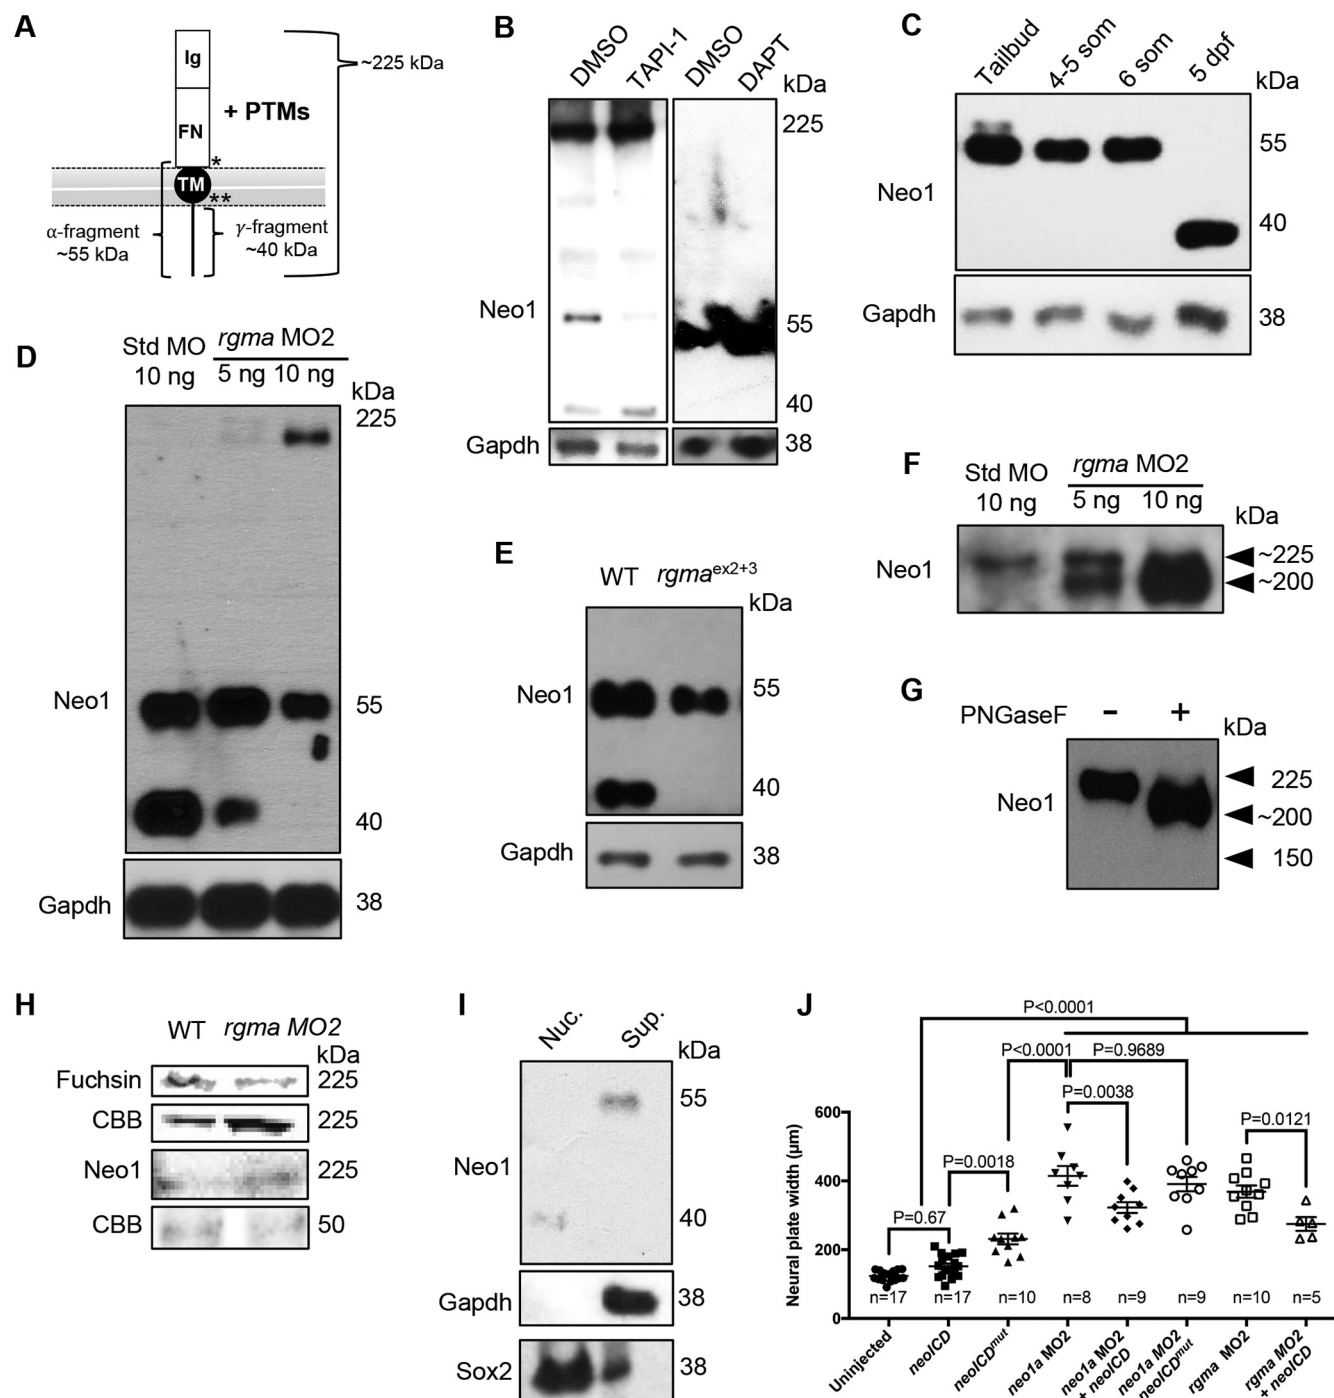 A
Ig
FN
TM
+ PTMs
*
**
~225 kDa
α-fragment
~55 kDa
γ-fragment
~40 kDa
B
DMSO
TAPI-1
DMSO
DAPT
kDa
225
Neo1
55
40
Gapdh
38
C
Tailbud
4-5 som
6 som
5 dpf
kDa
55
Neo1
40
Gapdh
38
D
Std MO
rgma MO2
10 ng
5 ng
10 ng
kDa
225
Neo1
55
40
Gapdh
38
E
WT
rgma^ex2+3
kDa
Neo1
55
40
Gapdh
38
F
Std MO
rgma MO2
10 ng
5 ng
10 ng
kDa
Neo1
~225
~200
G
PNGaseF
-
+
kDa
225
Neo1
~200
150
H
WT
rgma MO2
kDa
Fuchsin
225
CBB
225
Neo1
225
CBB
50
I
Nuc.
Sup.
kDa
55
Neo1
40
Gapdh
38
Sox2
38
J
P<0.0001
P<0.0001
P=0.9689
P=0.0038
P=0.0121
P=0.0018
P=0.67
Neural plate width (µm)
600
400
200
0
n=17
n=17
n=10
n=8
n=9
n=9
n=10
n=5
Uninjected
neoICD
neoICD^mut
neo1a MO2
neo1a MO2
+ neoICD
neo1a MO2
neoICD^mut
rgma MO2
rgma MO2
+ neoICD